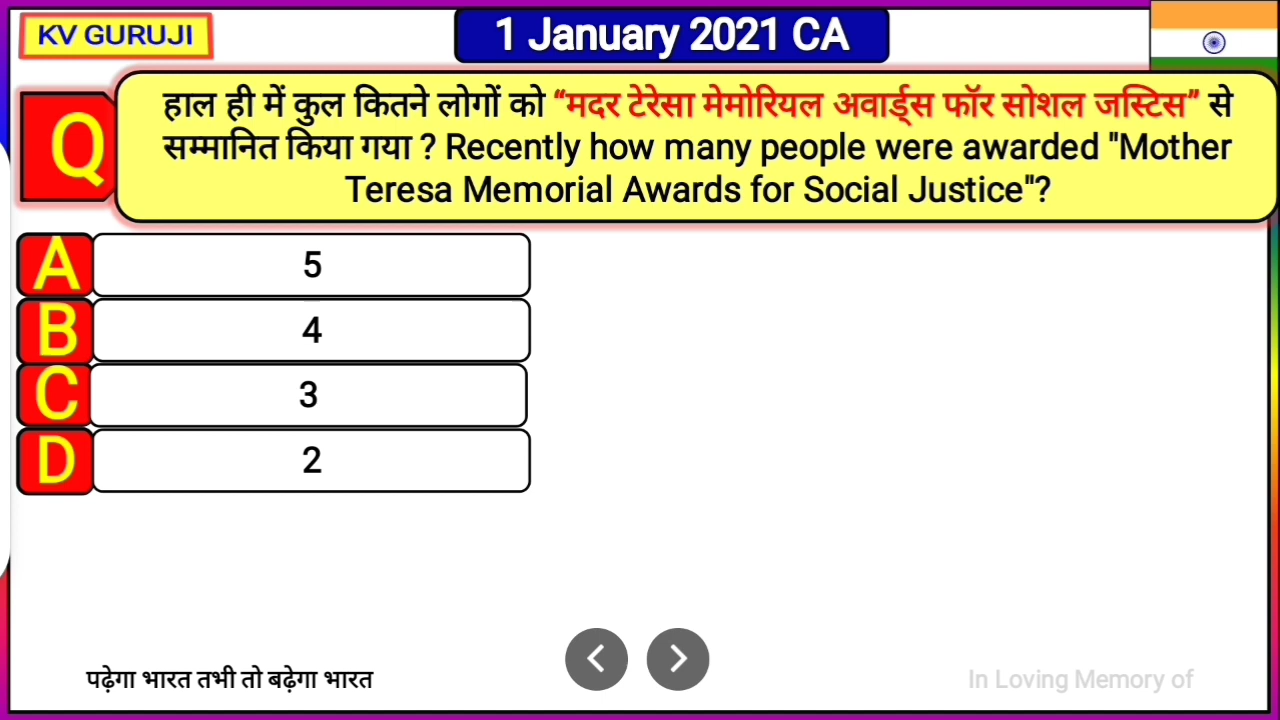 KV GURUJI
1 January 2021 CA
Q
हाल ही में कुल कितने लोगों को “मदर टेरेसा मेमोरियल अवार्ड्स फॉर सोशल जस्टिस” से
सम्मानित किया गया ? Recently how many people were awarded "Mother
Teresa Memorial Awards for Social Justice"?
A 5
B 4
C 3
D 2
पढ़ेगा भारत तभी तो बढ़ेगा भारत
In Loving Memory of